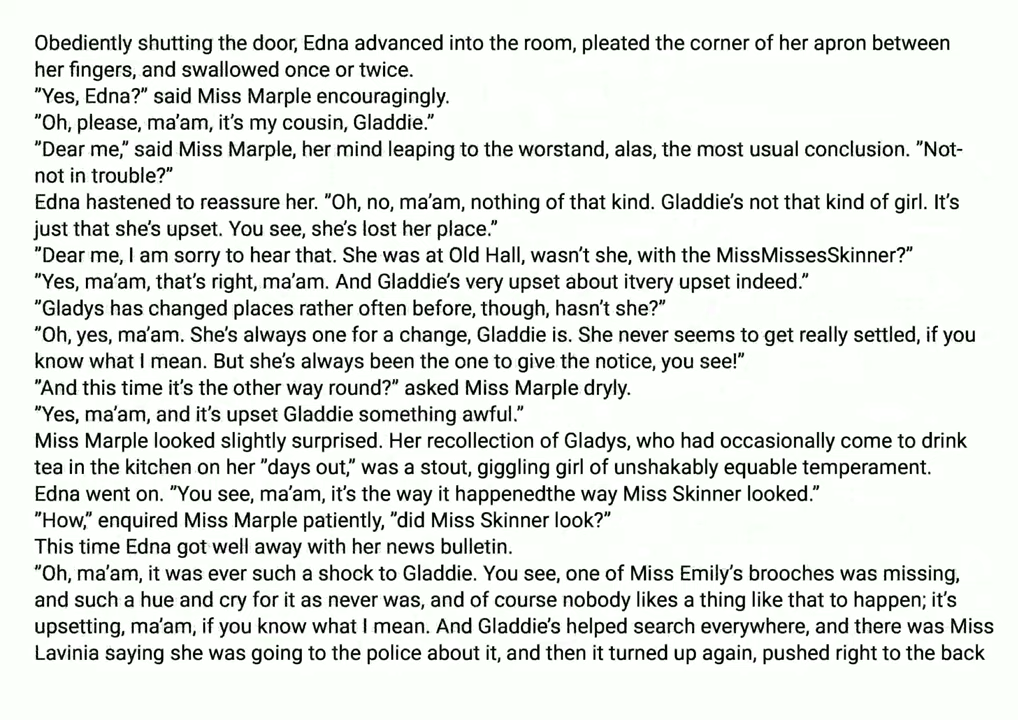 Obediently shutting the door, Edna advanced into the room, pleated the corner of her apron between
her fingers, and swallowed once or twice.
”Yes, Edna?” said Miss Marple encouragingly.
”Oh, please, ma’am, it’s my cousin, Gladdie.”
”Dear me,” said Miss Marple, her mind leaping to the worstand, alas, the most usual conclusion. ”Not-
not in trouble?”
Edna hastened to reassure her. ”Oh, no, ma’am, nothing of that kind. Gladdie’s not that kind of girl. It’s
just that she’s upset. You see, she’s lost her place.”
”Dear me, I am sorry to hear that. She was at Old Hall, wasn’t she, with the MissMissesSkinner?”
”Yes, ma’am, that’s right, ma’am. And Gladdie’s very upset about itvery upset indeed.”
”Gladys has changed places rather often before, though, hasn’t she?”
”Oh, yes, ma’am. She’s always one for a change, Gladdie is. She never seems to get really settled, if you
know what I mean. But she’s always been the one to give the notice, you see!”
”And this time it’s the other way round?” asked Miss Marple dryly.
”Yes, ma’am, and it’s upset Gladdie something awful.”
Miss Marple looked slightly surprised. Her recollection of Gladys, who had occasionally come to drink
tea in the kitchen on her ”days out,” was a stout, giggling girl of unshakably equable temperament.
Edna went on. ”You see, ma’am, it’s the way it happenedthe way Miss Skinner looked.”
”How,” enquired Miss Marple patiently, ”did Miss Skinner look?”
This time Edna got well away with her news bulletin.
”Oh, ma’am, it was ever such a shock to Gladdie. You see, one of Miss Emily’s brooches was missing,
and such a hue and cry for it as never was, and of course nobody likes a thing like that to happen; it’s
upsetting, ma’am, if you know what I mean. And Gladdie’s helped search everywhere, and there was Miss
Lavinia saying she was going to the police about it, and then it turned up again, pushed right to the back